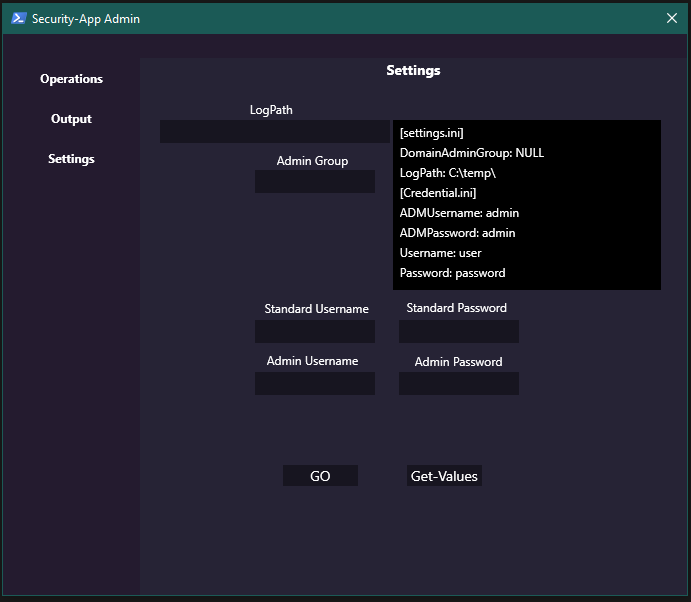 Security-App Admin
Settings
Operations
Output
Settings
LogPath
Admin Group
[settings.ini]
DomainAdminGroup: NULL
LogPath: C:\temp\
[Credential.ini]
ADMUsername: admin
ADMPassword: admin
Username: user
Password: password
Standard Username
Standard Password
Admin Username
Admin Password
GO
Get-Values